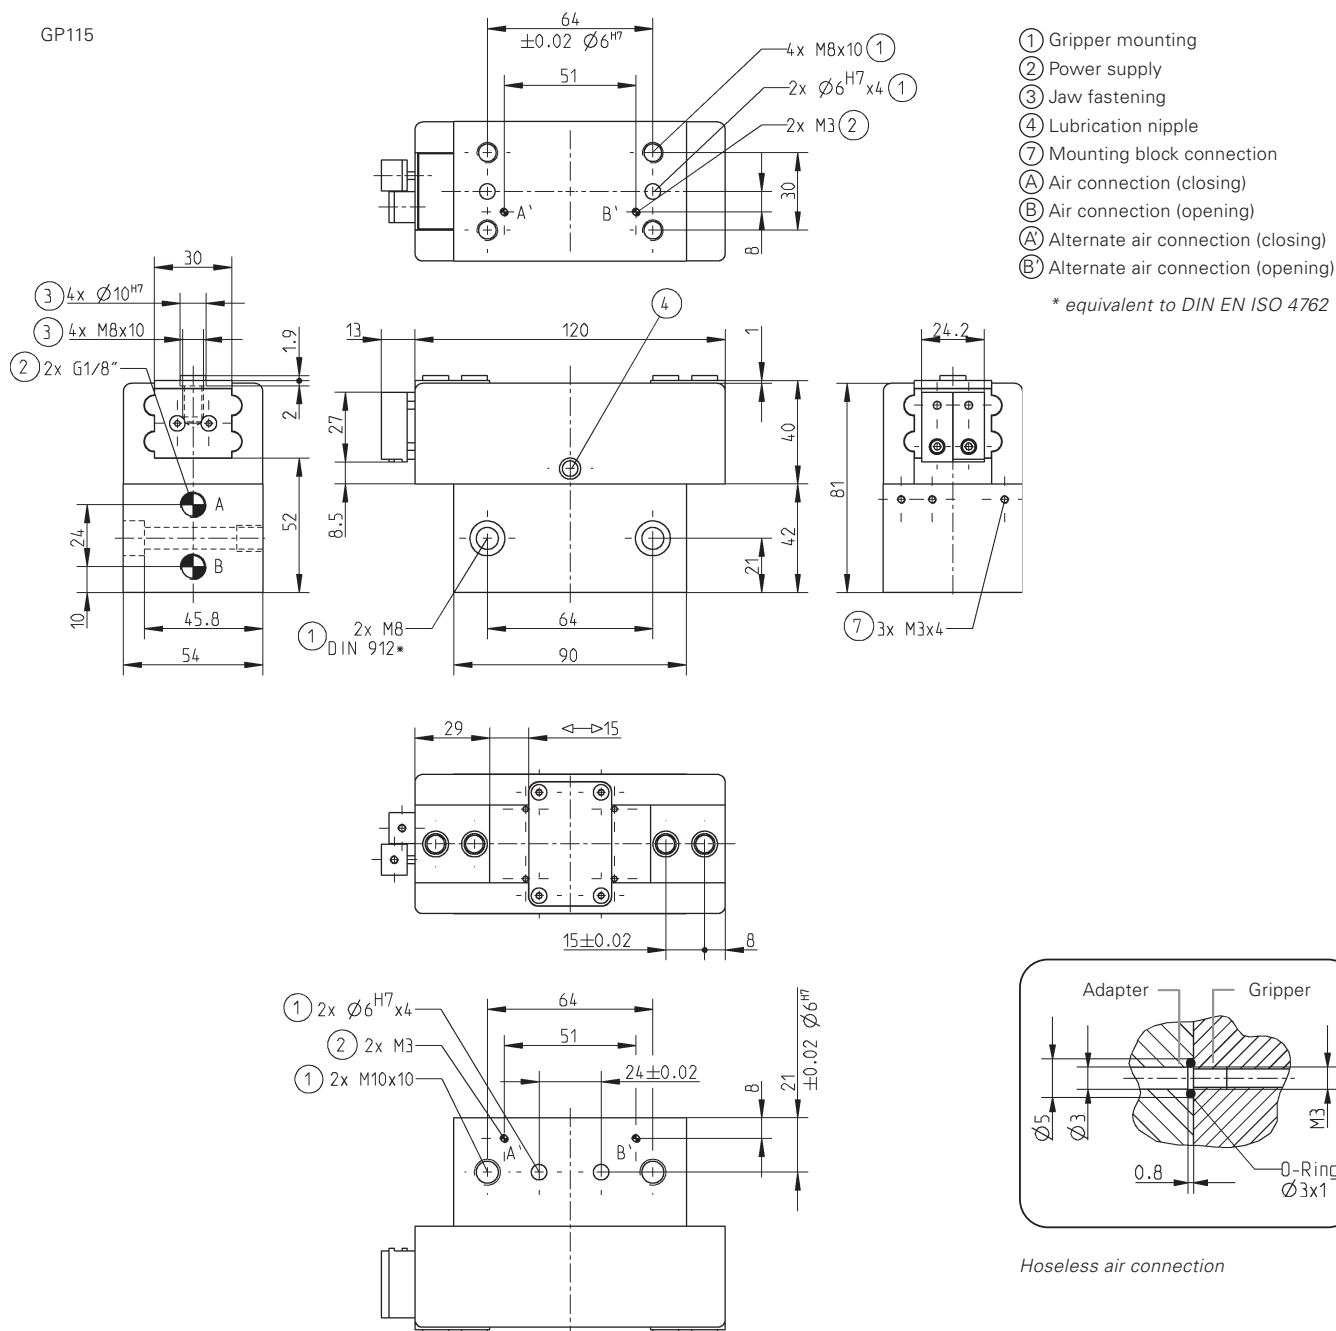 GP115
64
±0.02 Ø6H7
51
4x M8x10 ①
2x Ø6H7x4 ①
2x M3 ②
A'
B'
30
8
① Gripper mounting
② Power supply
③ Jaw fastening
④ Lubrication nipple
⑦ Mounting block connection
Ⓐ Air connection (closing)
Ⓑ Air connection (opening)
A' Alternate air connection (closing)
B' Alternate air connection (opening)
* equivalent to DIN EN ISO 4762
30
③ 4x Ø10H7
③ 4x M8x10
② 2x G1/8"
1.9
2
A
B
24
10
52
45.8
54
13
120
④
1
27
8.5
40
42
21
① 2x M8
DIN 912*
64
90
24.2
81
⑦ 3x M3x4
29
15
15±0.02
8
① 2x Ø6H7x4
② 2x M3
① 2x M10x10
64
51
24±0.02
8
21
±0.02 Ø6H7
A'
B'
Adapter
Gripper
Ø5
Ø3
M3
0.8
O-Ring
Ø3x1
Hoseless air connection